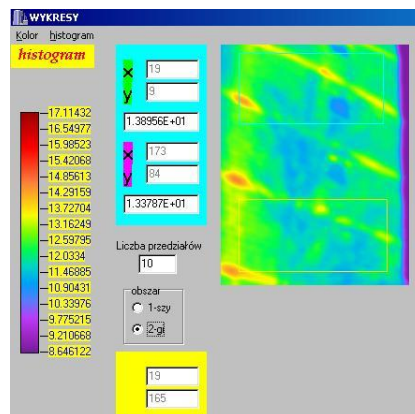 WYKRESY
Kolor histogram
histogram
17.11432
16.54977
15.98523
15.42068
14.85613
14.29159
13.72704
13.16249
12.59795
12.0334
11.46885
10.90431
10.33976
9.775215
9.210668
8.646122
x 19
y 9
1.38956E+01
x 173
y 84
1.33787E+01
Liczba przedziałów
10
obszar
1-szy
2-gi
19
165